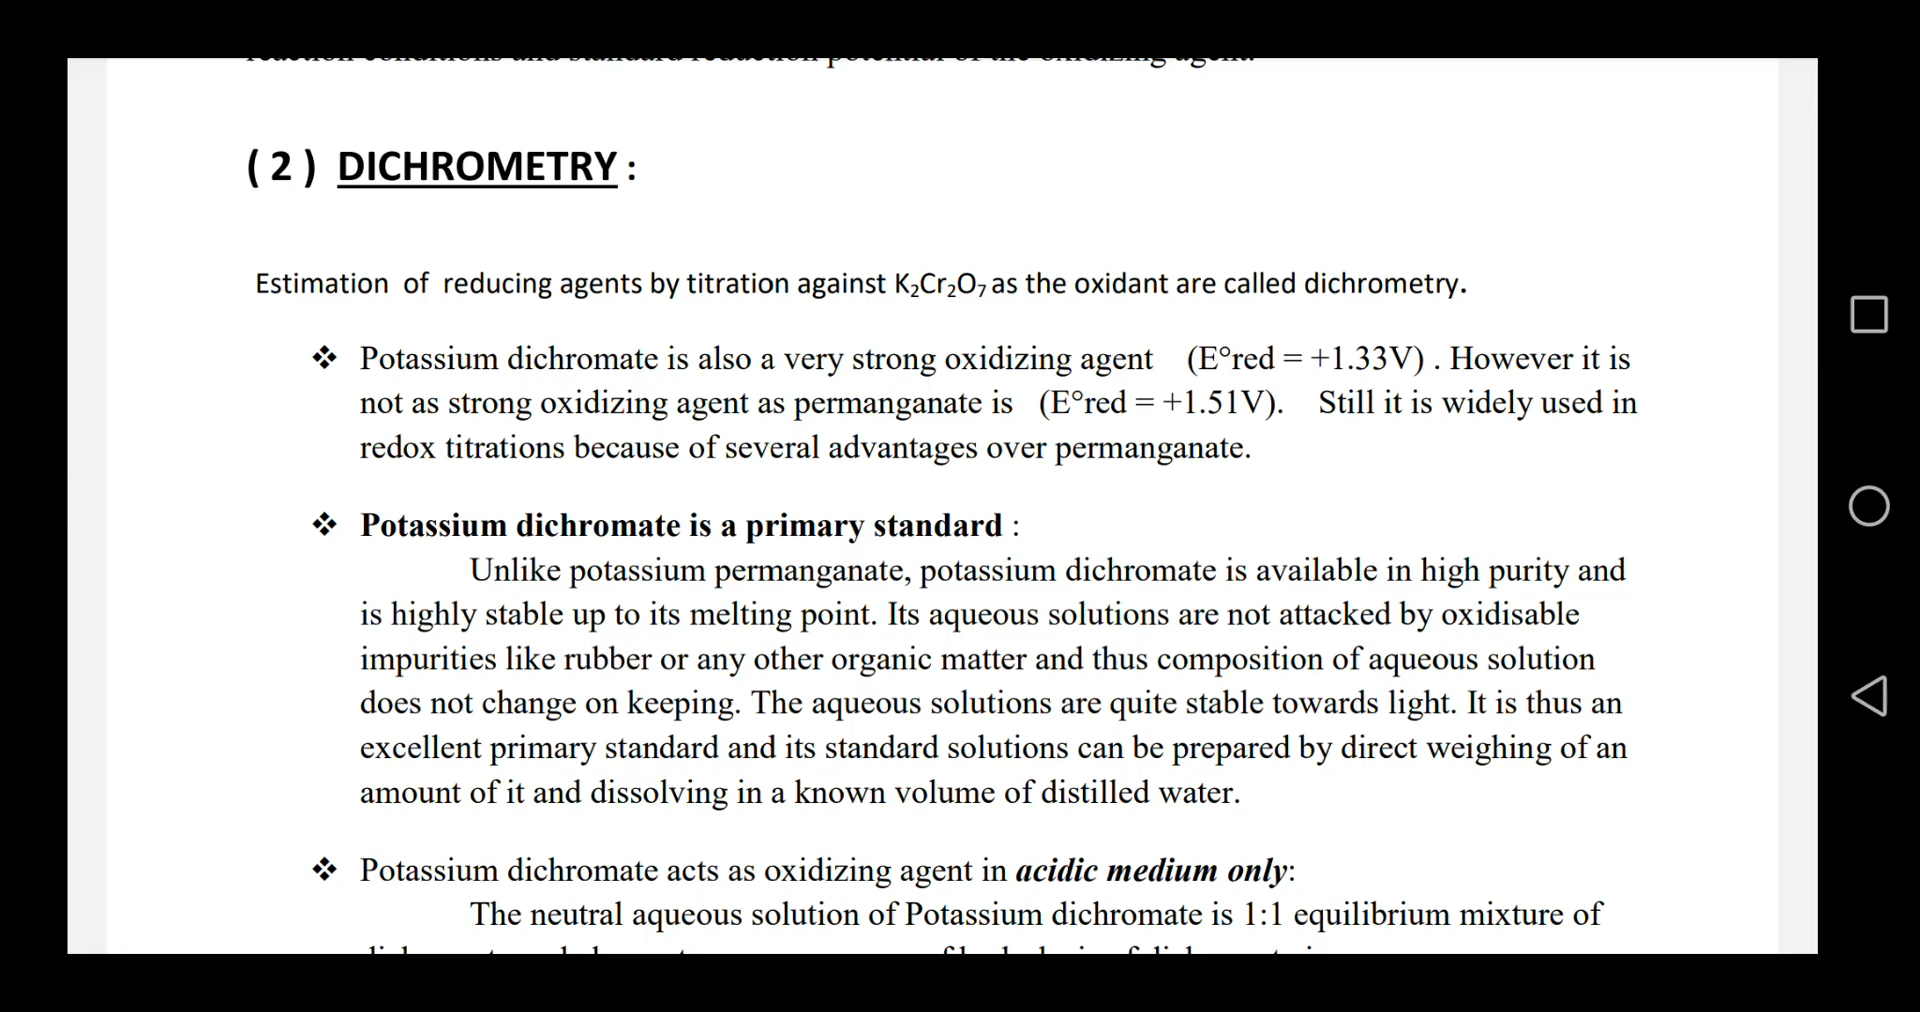 ( 2 ) DICHROMETRY :
Estimation of reducing agents by titration against K₂Cr₂O₇ as the oxidant are called dichrometry.
❖ Potassium dichromate is also a very strong oxidizing agent (E°red = +1.33V) . However it is
not as strong oxidizing agent as permanganate is (E°red = +1.51V). Still it is widely used in
redox titrations because of several advantages over permanganate.
❖ Potassium dichromate is a primary standard :
Unlike potassium permanganate, potassium dichromate is available in high purity and
is highly stable up to its melting point. Its aqueous solutions are not attacked by oxidisable
impurities like rubber or any other organic matter and thus composition of aqueous solution
does not change on keeping. The aqueous solutions are quite stable towards light. It is thus an
excellent primary standard and its standard solutions can be prepared by direct weighing of an
amount of it and dissolving in a known volume of distilled water.
❖ Potassium dichromate acts as oxidizing agent in acidic medium only:
The neutral aqueous solution of Potassium dichromate is 1:1 equilibrium mixture of